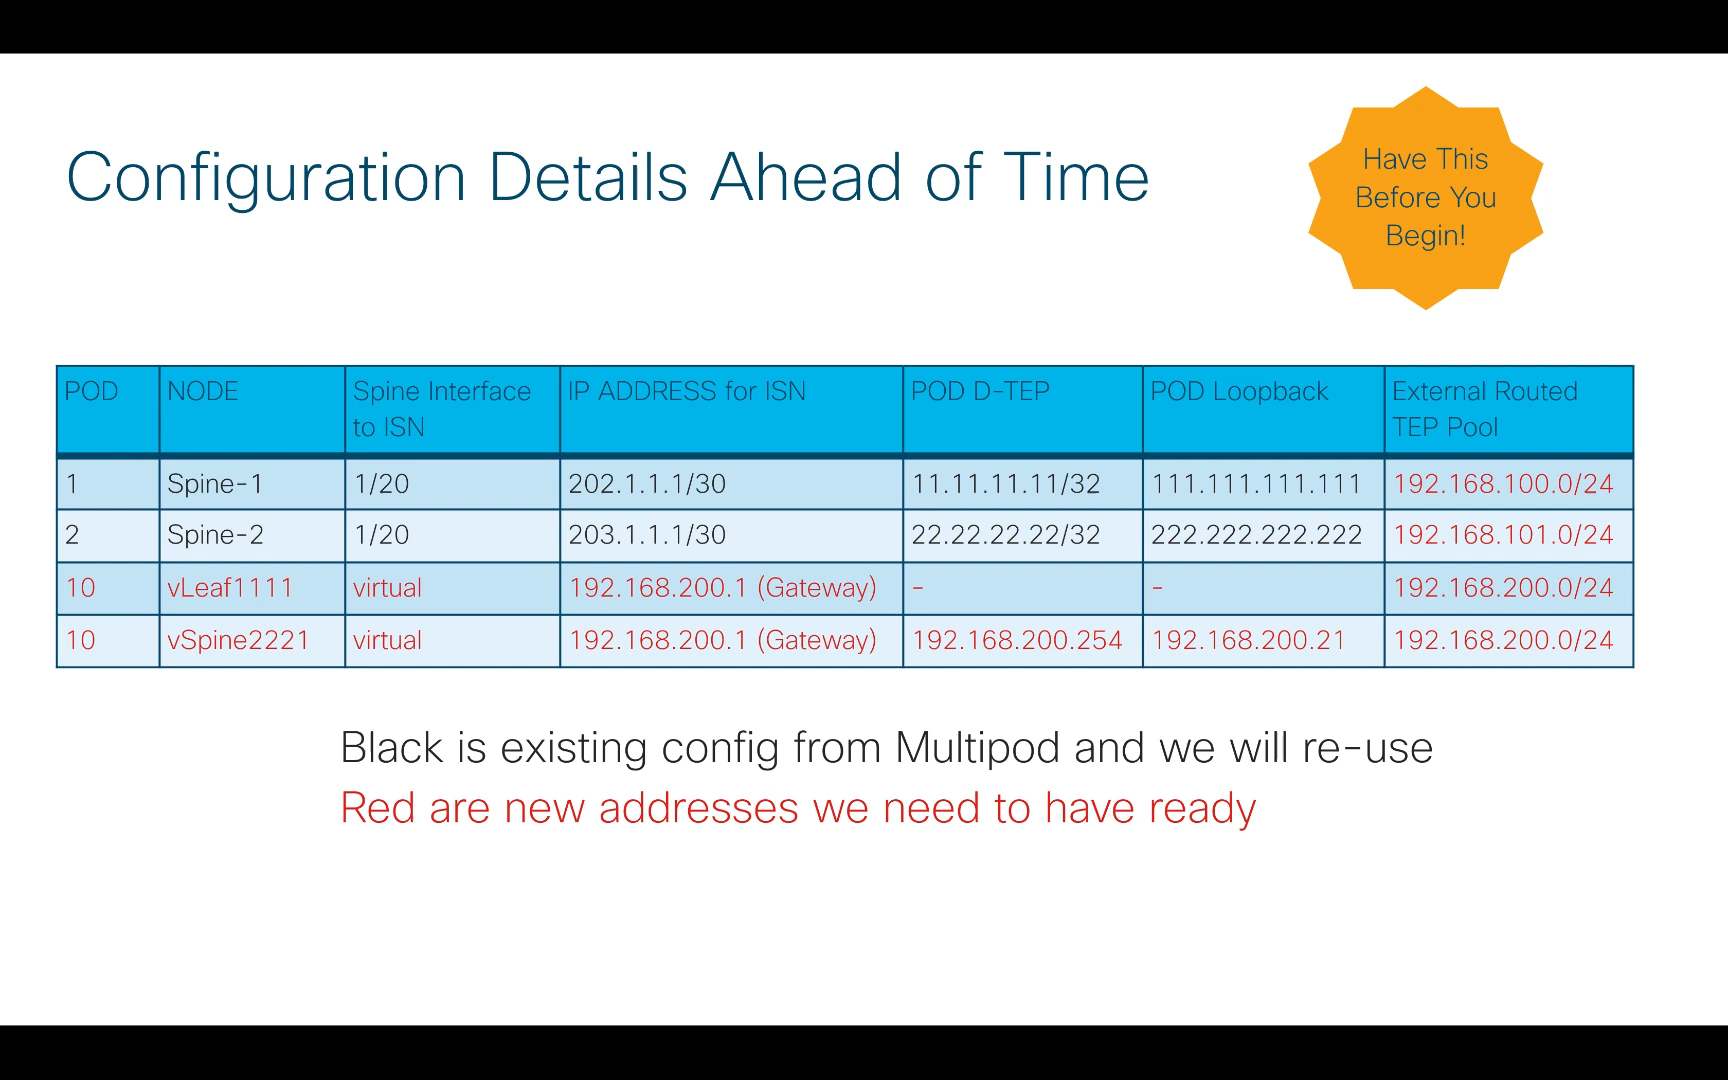 Configuration Details Ahead of Time
Have This
Before You
Begin!
POD NODE Spine Interface to ISN IP ADDRESS for ISN POD D-TEP POD Loopback External Routed TEP Pool
1 Spine-1 1/20 202.1.1.1/30 11.11.11.11/32 111.111.111.111 192.168.100.0/24
2 Spine-2 1/20 203.1.1.1/30 22.22.22.22/32 222.222.222.222 192.168.101.0/24
10 vLeaf1111 virtual 192.168.200.1 (Gateway) - - 192.168.200.0/24
10 vSpine2221 virtual 192.168.200.1 (Gateway) 192.168.200.254 192.168.200.21 192.168.200.0/24
Black is existing config from Multipod and we will re-use
Red are new addresses we need to have ready